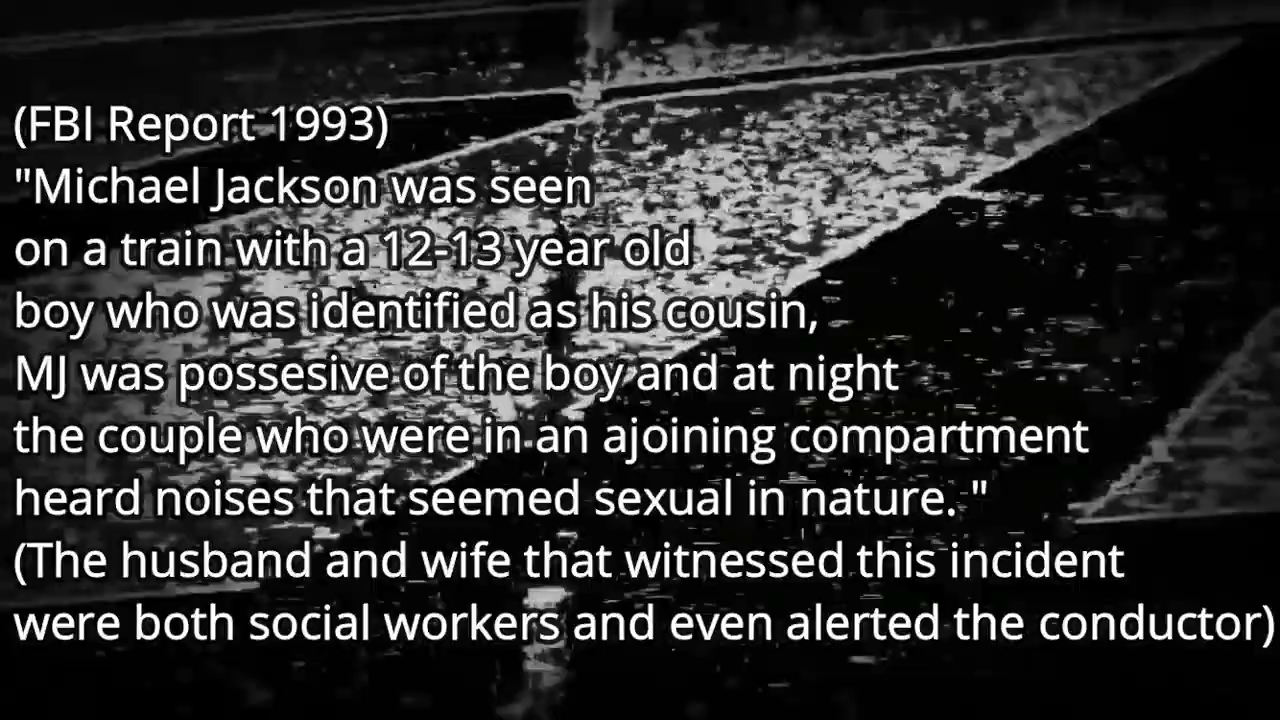 (FBI Report 1993)
"Michael Jackson was seen
on a train with a 12-13 year old
boy who was identified as his cousin,
MJ was possesive of the boy and at night
the couple who were in an ajoining compartment
heard noises that seemed sexual in nature. "
(The husband and wife that witnessed this incident
were both social workers and even alerted the conductor)